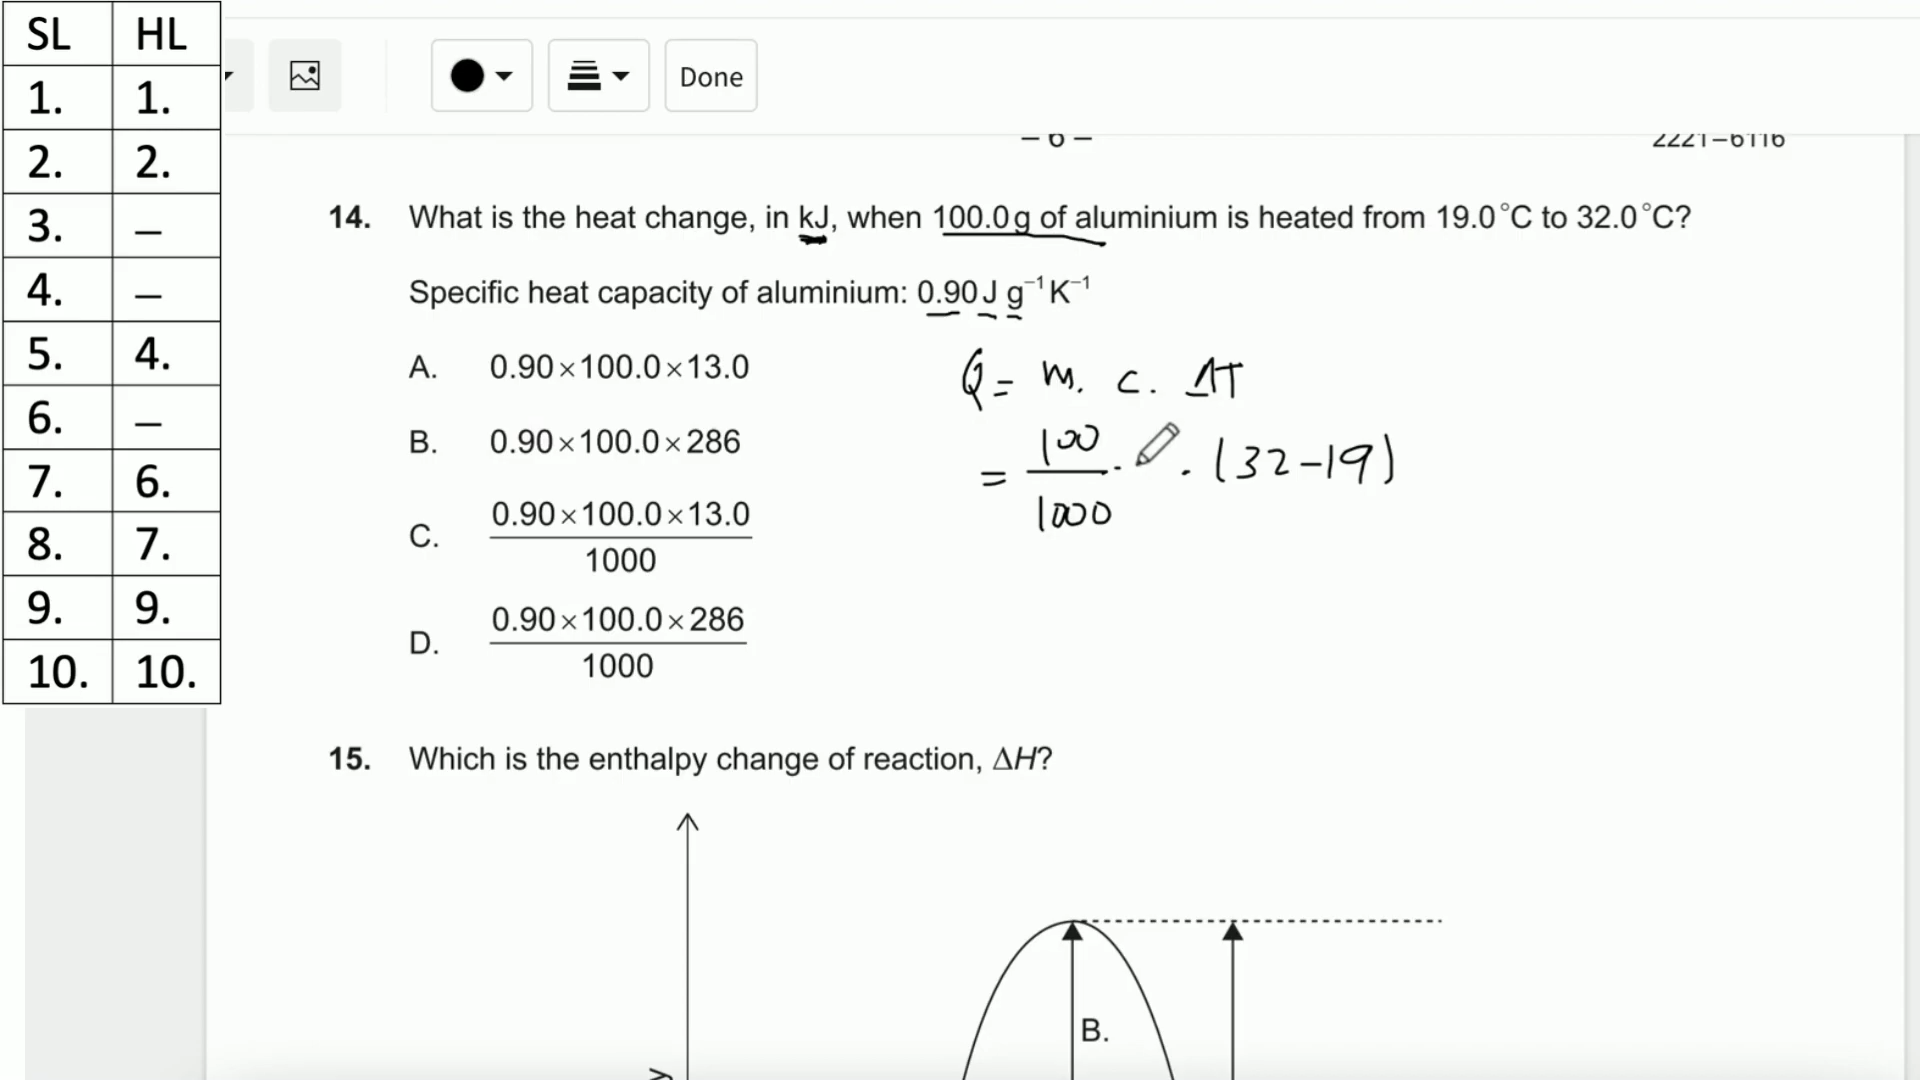 SL HL
1. 1.
2. 2.
3. –
4. –
5. 4.
6. –
7. 6.
8. 7.
9. 9.
10. 10.
Done
– 6 – 2221–6116
14. What is the heat change, in kJ, when 100.0 g of aluminium is heated from 19.0 °C to 32.0 °C?
Specific heat capacity of aluminium: 0.90 J g⁻¹ K⁻¹
A. 0.90 × 100.0 × 13.0
B. 0.90 × 100.0 × 286
C. 0.90 × 100.0 × 13.0
1000
D. 0.90 × 100.0 × 286
1000
Q = m. c. ΔT
= 100 . . (32-19)
1000
15. Which is the enthalpy change of reaction, ΔH?
B.
y